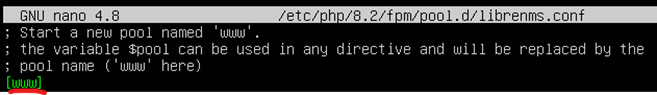 GNU nano 4.8 /etc/php/8.2/fpm/pool.d/librenms.conf
; Start a new pool named 'www'.
; the variable $pool can be used in any directive and will be replaced by the
; pool name ('www' here)
[www]